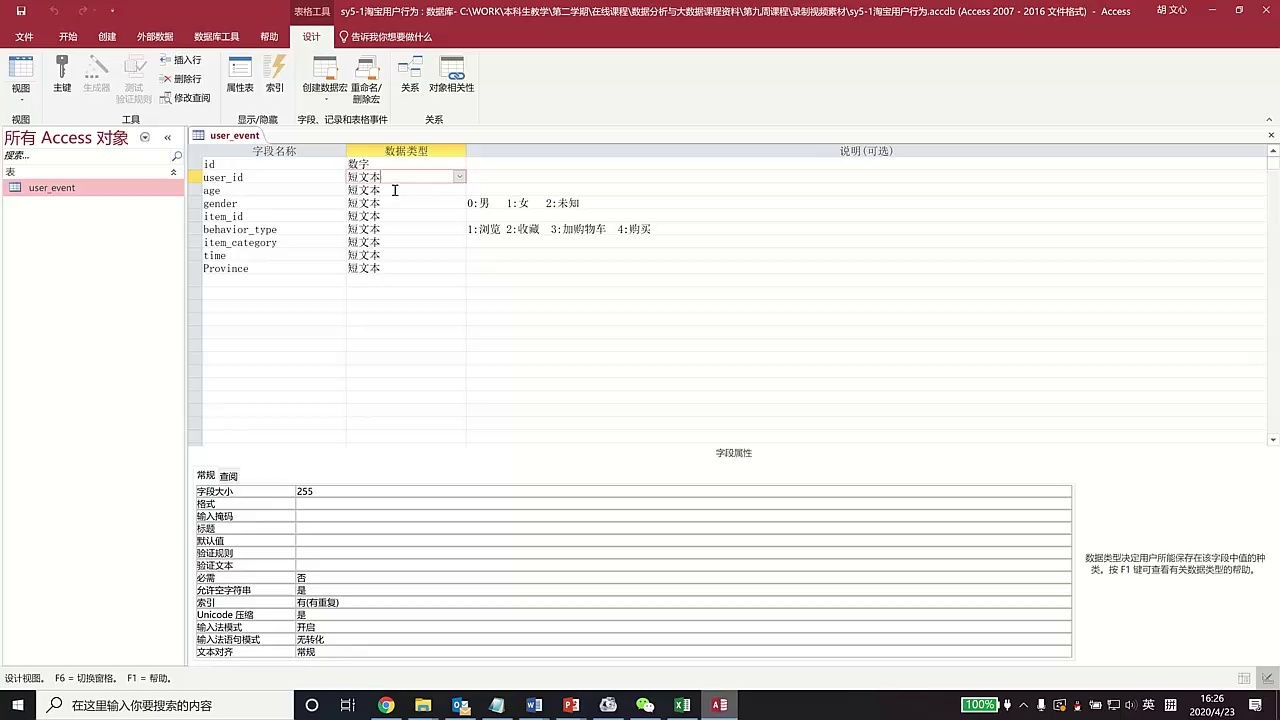 表格工具
sy5-1淘宝用户行为 : 数据库- C:\WORK\本科生教学\第二学期\在线课程\数据分析与大数据课程资料\第九周课程\录制视频素材\sy5-1淘宝用户行为.accdb (Access 2007 - 2016 文件格式) - Access
胡 文心
文件 开始 创建 外部数据 数据库工具 帮助 设计 告诉我你想要做什么
视图 主键 生成器 测试 验证规则 插入行 删除行 修改查阅 属性表 索引 创建数据宏 重命名/ 删除宏 关系 对象相关性
视图 工具 显示/隐藏 字段、记录和表格事件 关系
所有 Access 对象 «
搜索...
表
user_event
user_event
字段名称 数据类型 说明(可选)
id 数字
user_id 短文本
age 短文本
gender 短文本 0:男 1:女 2:未知
item_id 短文本
behavior_type 短文本 1:浏览 2:收藏 3:加购物车 4:购买
item_category 短文本
time 短文本
Province 短文本
字段属性
常规 查阅
字段大小 255
格式
输入掩码
标题
默认值
验证规则
验证文本
必需 否
允许空字符串 是
索引 有(有重复)
Unicode 压缩 是
输入法模式 开启
输入法语句模式 无转化
文本对齐 常规
数据类型决定用户所能保存在该字段中值的种
类。按 F1 键可查看有关数据类型的帮助。
设计视图。 F6 = 切换窗格。 F1 = 帮助。
在这里输入你要搜索的内容
100%
英 拼
16:26
2020/4/23